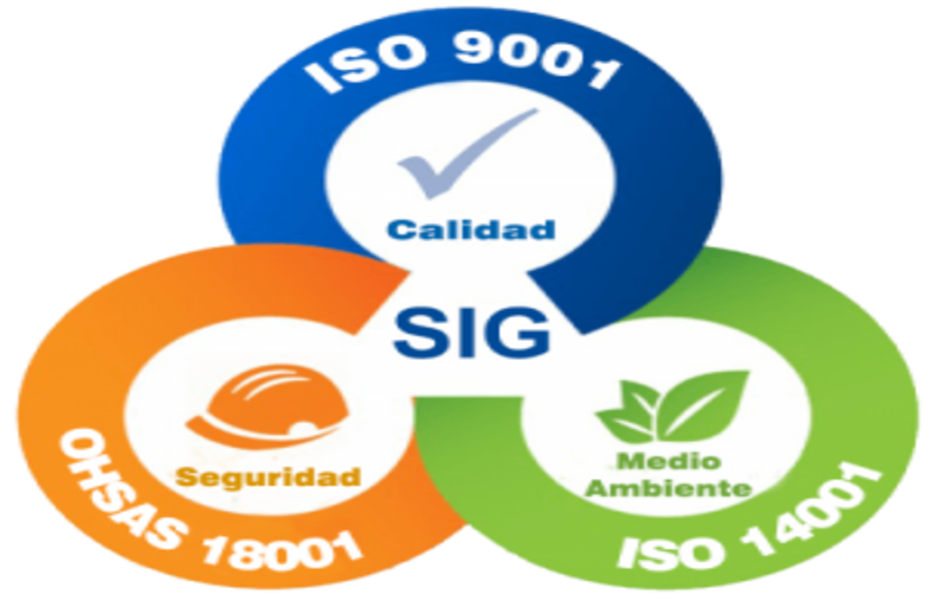 ISO 9001
Calidad
SIG
Seguridad
OHSAS 18001
Medio
Ambiente
ISO 14001